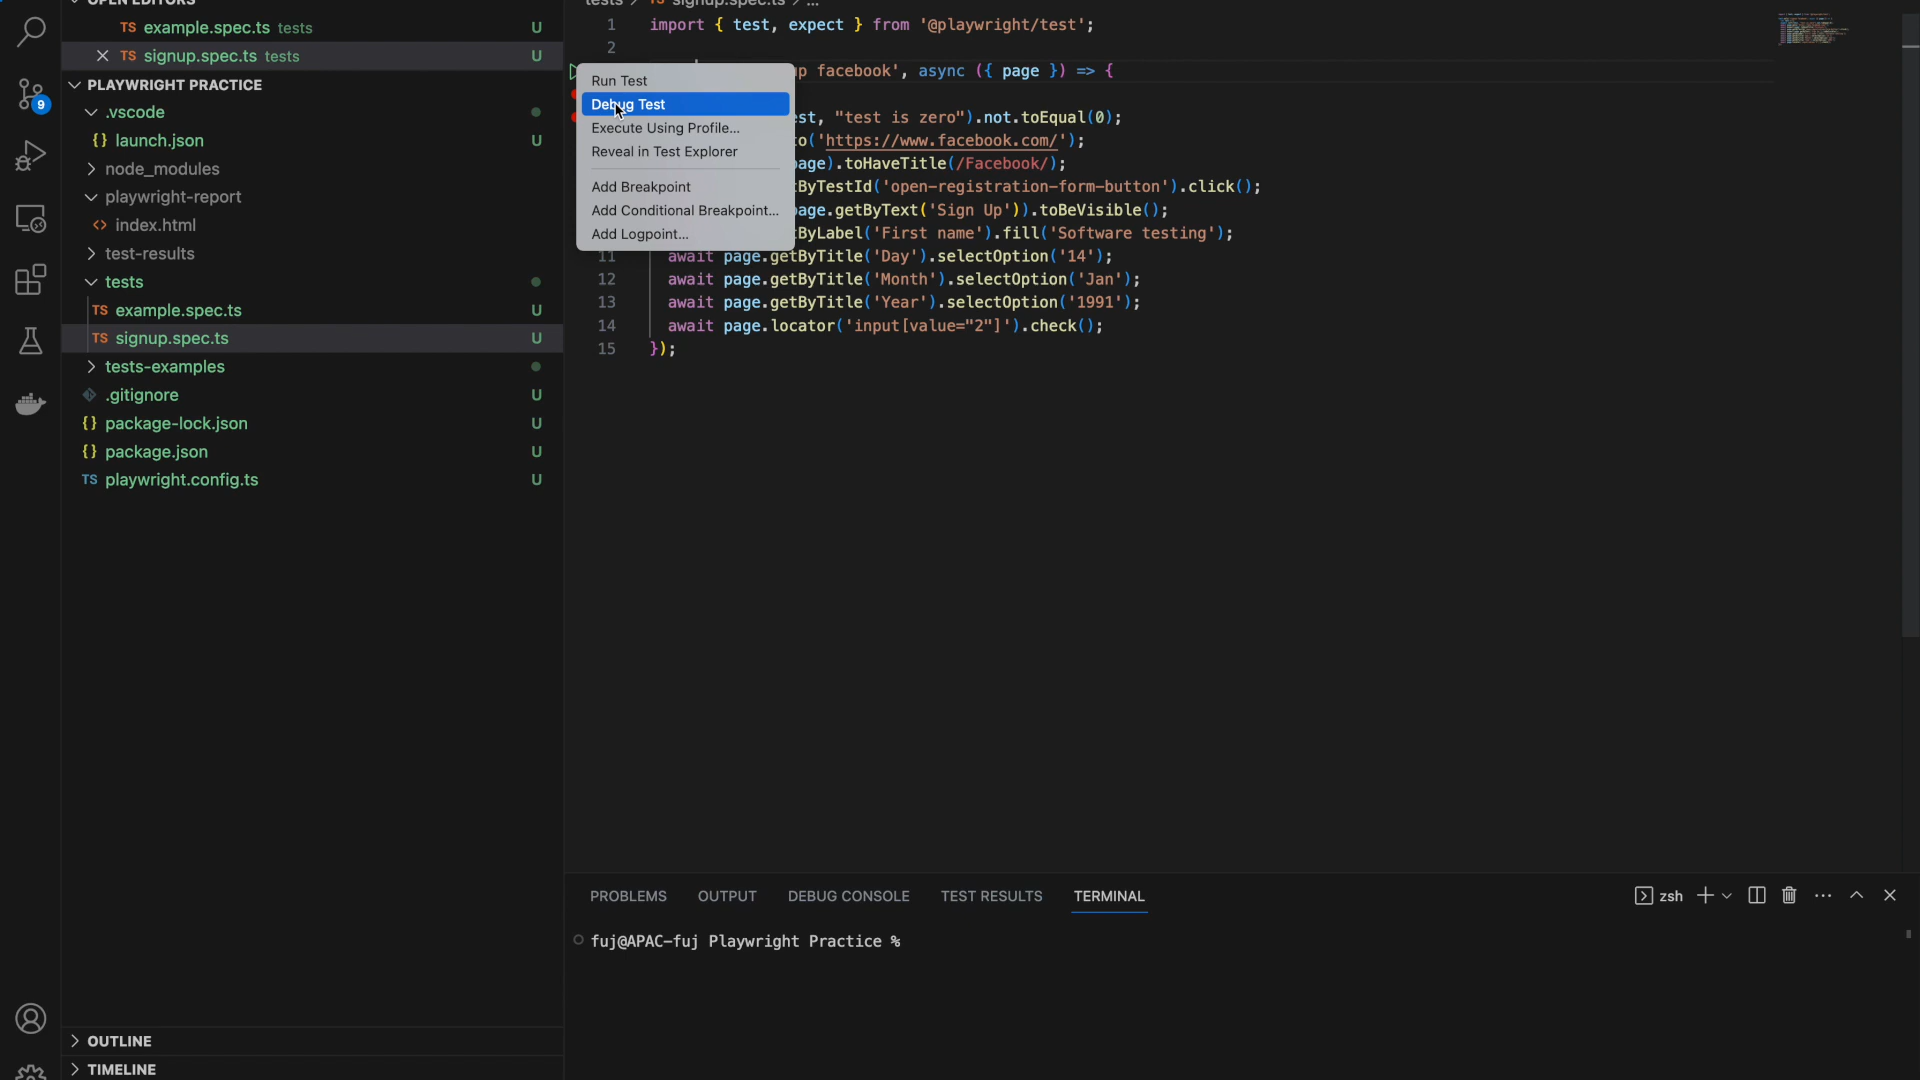 OPEN EDITORS
TS example.spec.ts tests U
TS signup.spec.ts tests U
PLAYWRIGHT PRACTICE
.vscode
{} launch.json U
node_modules
playwright-report
<> index.html
test-results
tests
TS example.spec.ts U
TS signup.spec.ts U
tests-examples
.gitignore U
{} package-lock.json U
{} package.json U
TS playwright.config.ts U
OUTLINE
TIMELINE
9
tests > TS signup.spec.ts > ...
1 import { test, expect } from '@playwright/test';
2
p facebook', async ({ page }) => {
st, "test is zero").not.toEqual(0);
to('https://www.facebook.com/');
page).toHaveTitle(/Facebook/);
tByTestId('open-registration-form-button').click();
page.getByText('Sign Up')).toBeVisible();
ByLabel('First name').fill('Software testing');
11 await page.getByTitle('Day').selectOption('14');
12 await page.getByTitle('Month').selectOption('Jan');
13 await page.getByTitle('Year').selectOption('1991');
14 await page.locator('input[value="2"]').check();
15 });
Run Test
Debug Test
Execute Using Profile...
Reveal in Test Explorer
Add Breakpoint
Add Conditional Breakpoint...
Add Logpoint...
PROBLEMS OUTPUT DEBUG CONSOLE TEST RESULTS TERMINAL zsh
fuj@APAC-fuj Playwright Practice %